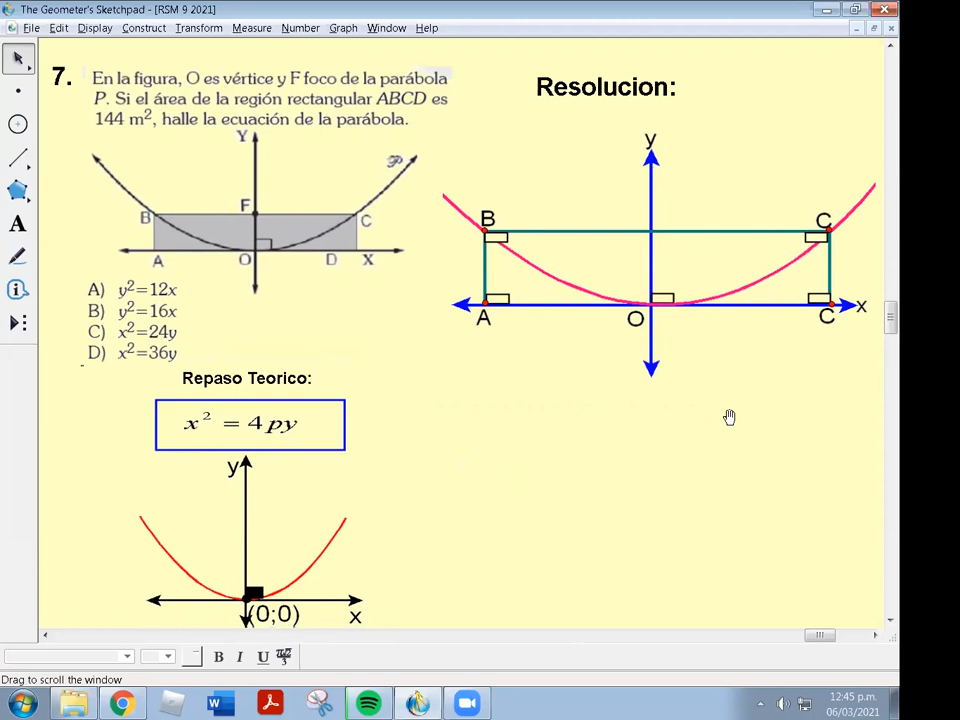 The Geometer's Sketchpad - [RSM 9 2021]
File Edit Display Construct Transform Measure Number Graph Window Help
7.
En la figura, O es vértice y F foco de la parábola
P. Si el área de la región rectangular ABCD es
144 m², halle la ecuación de la parábola.
Y
𝒫
B F C
A O D X
A) y²=12x
B) y²=16x
C) x²=24y
D) x²=36y
Repaso Teorico:
x² = 4py
y
(0;0) x
Resolucion:
y
B C
A O C x
B I U
Drag to scroll the window
12:45 p.m.
06/03/2021